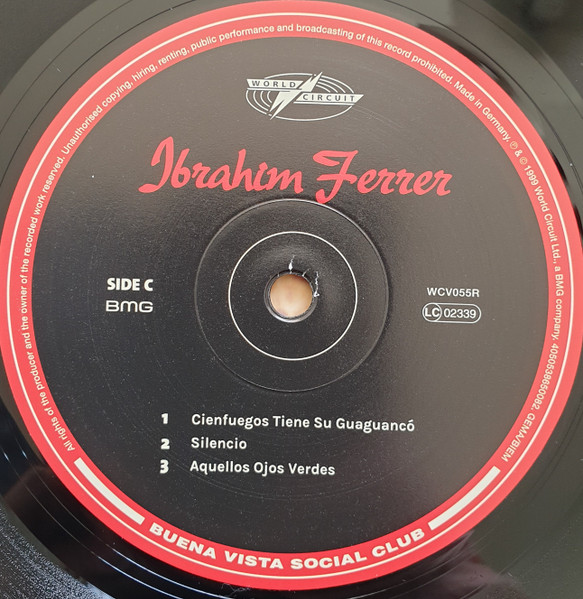 All rights of the producer and the owner of the recorded work reserved. Unauthorised copying, hiring, renting, public performance and broadcasting of this record prohibited. Made in Germany. ℗ & © 1999 World Circuit Ltd., a BMG company. 4050538650082. GEMA/BIEM
WORLD
CIRCUIT
Ibrahim Ferrer
SIDE C
BMG
WCV055R
LC 02339
1 Cienfuegos Tiene Su Guaguancó
2 Silencio
3 Aquellos Ojos Verdes
BUENA VISTA SOCIAL CLUB